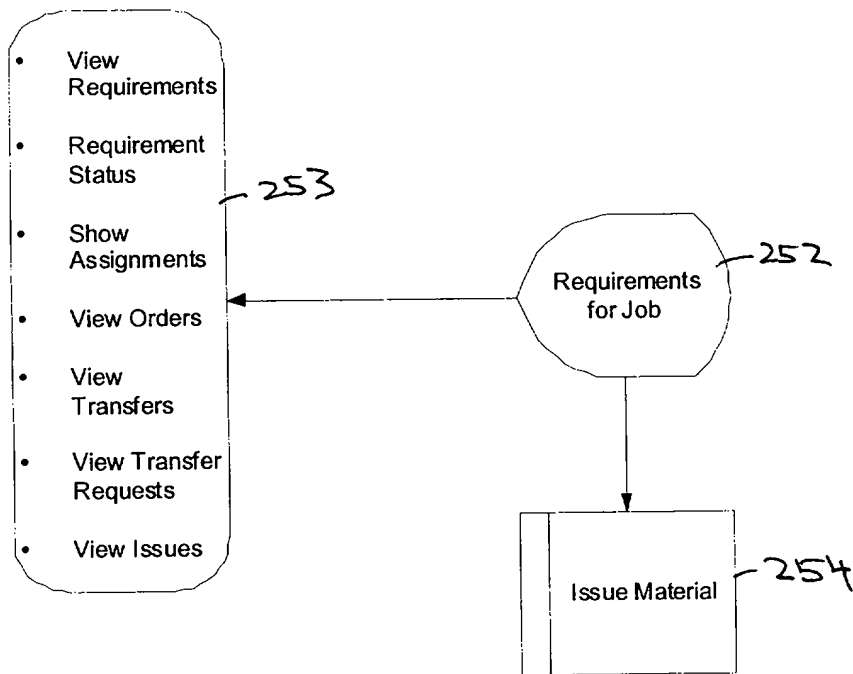 • View
Requirements
• Requirement
Status
253
• Show
Assignments
• View Orders
• View
Transfers
• View Transfer
Requests
• View Issues
Requirements
for Job
252
Issue Material
254